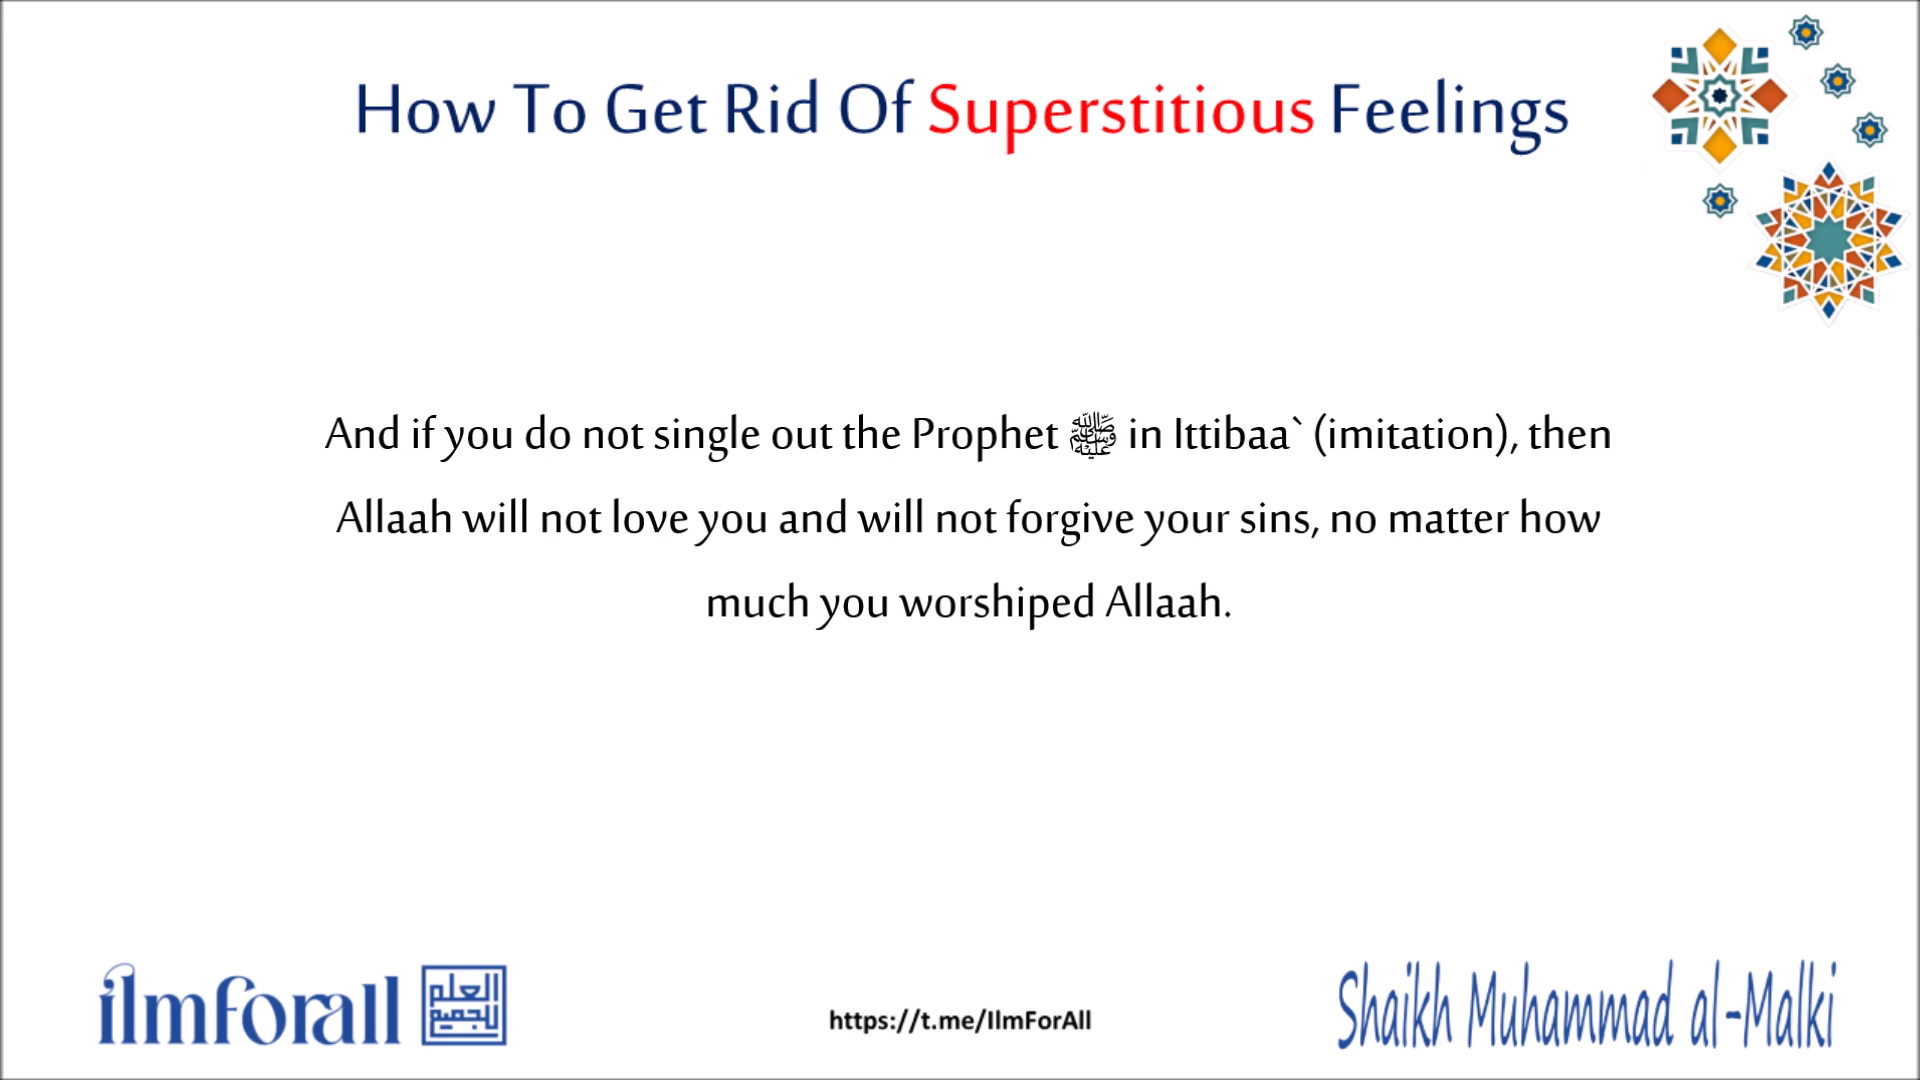 How To Get Rid Of Superstitious Feelings
And if you do not single out the Prophet ﷺ in Ittibaa` (imitation), then
Allaah will not love you and will not forgive your sins, no matter how
much you worshiped Allaah.
ilmforall
العلم
للجميع
https://t.me/IlmForAll
Shaikh Muhammad al-Malki